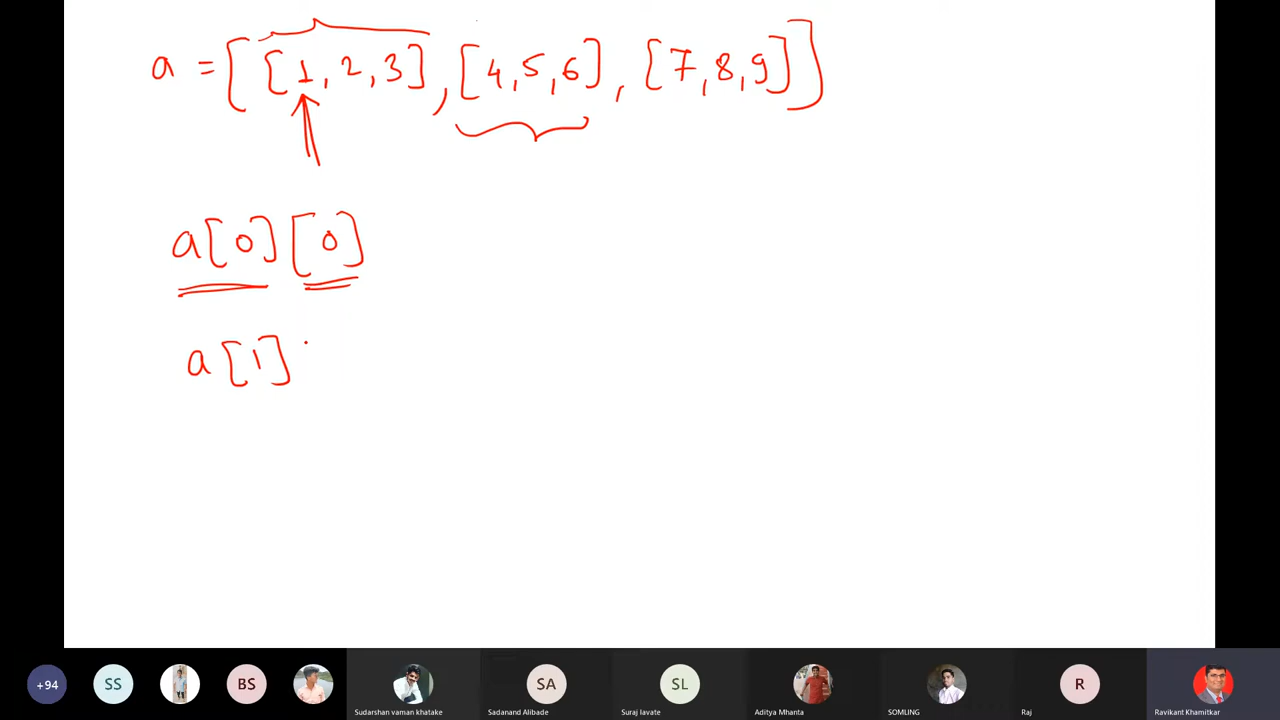 a = [[1,2,3],[4,5,6],[7,8,9]]
a[0][0]
a[1]
+94 SS BS SA SL R
Sudarshan vaman khatake Sadanand Alibade Suraj lavate Aditya Mhanta SOMLING Raj Ravikant Khamitkar